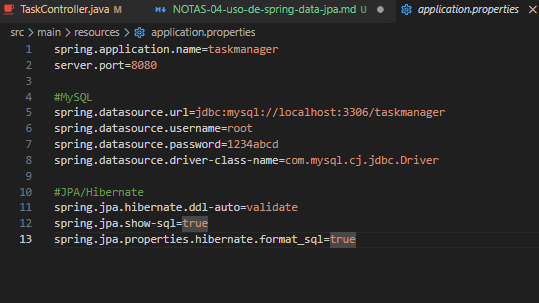 TaskController.java M
NOTAS-04-uso-de-spring-data-jpa.md U
application.properties
src > main > resources > application.properties
1 spring.application.name=taskmanager
2 server.port=8080
3
4 #MySQL
5 spring.datasource.url=jdbc:mysql://localhost:3306/taskmanager
6 spring.datasource.username=root
7 spring.datasource.password=1234abcd
8 spring.datasource.driver-class-name=com.mysql.cj.jdbc.Driver
9
10 #JPA/Hibernate
11 spring.jpa.hibernate.ddl-auto=validate
12 spring.jpa.show-sql=true
13 spring.jpa.properties.hibernate.format_sql=true